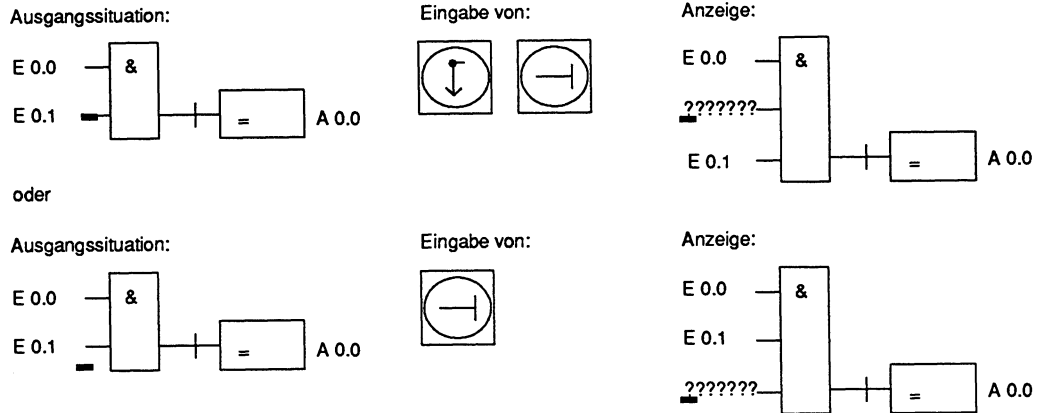 Ausgangssituation: Eingabe von: Anzeige:
E 0.0 & E 0.0 &
E 0.1 = A 0.0 ???????
E 0.1 = A 0.0
oder
Ausgangssituation: Eingabe von: Anzeige:
E 0.0 & E 0.0 &
E 0.1 = A 0.0 E 0.1
??????? = A 0.0